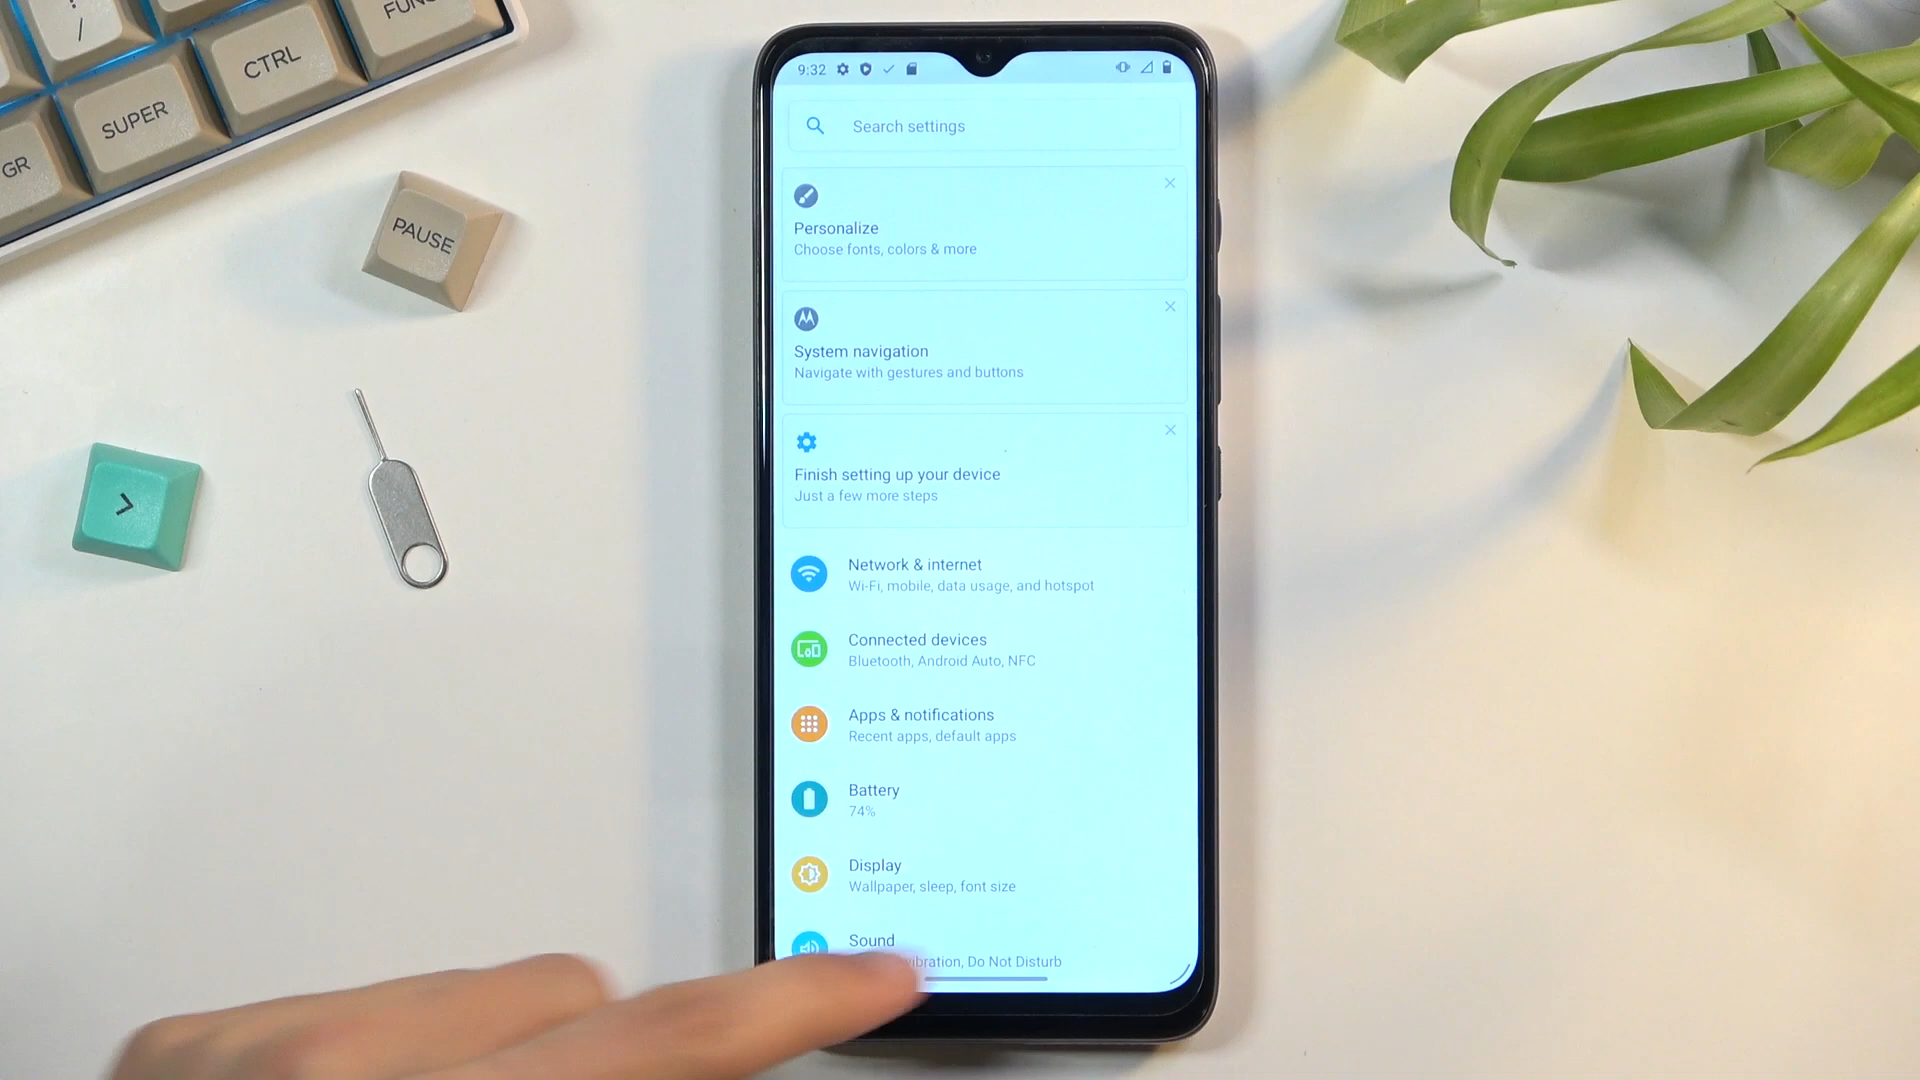 ! 
/
FUNC
CTRL
SUPER
GR
PAUSE
>
9:32
Search settings
Personalize
Choose fonts, colors & more
System navigation
Navigate with gestures and buttons
Finish setting up your device
Just a few more steps
Network & internet
Wi-Fi, mobile, data usage, and hotspot
Connected devices
Bluetooth, Android Auto, NFC
Apps & notifications
Recent apps, default apps
Battery
74%
Display
Wallpaper, sleep, font size
Sound
vibration, Do Not Disturb